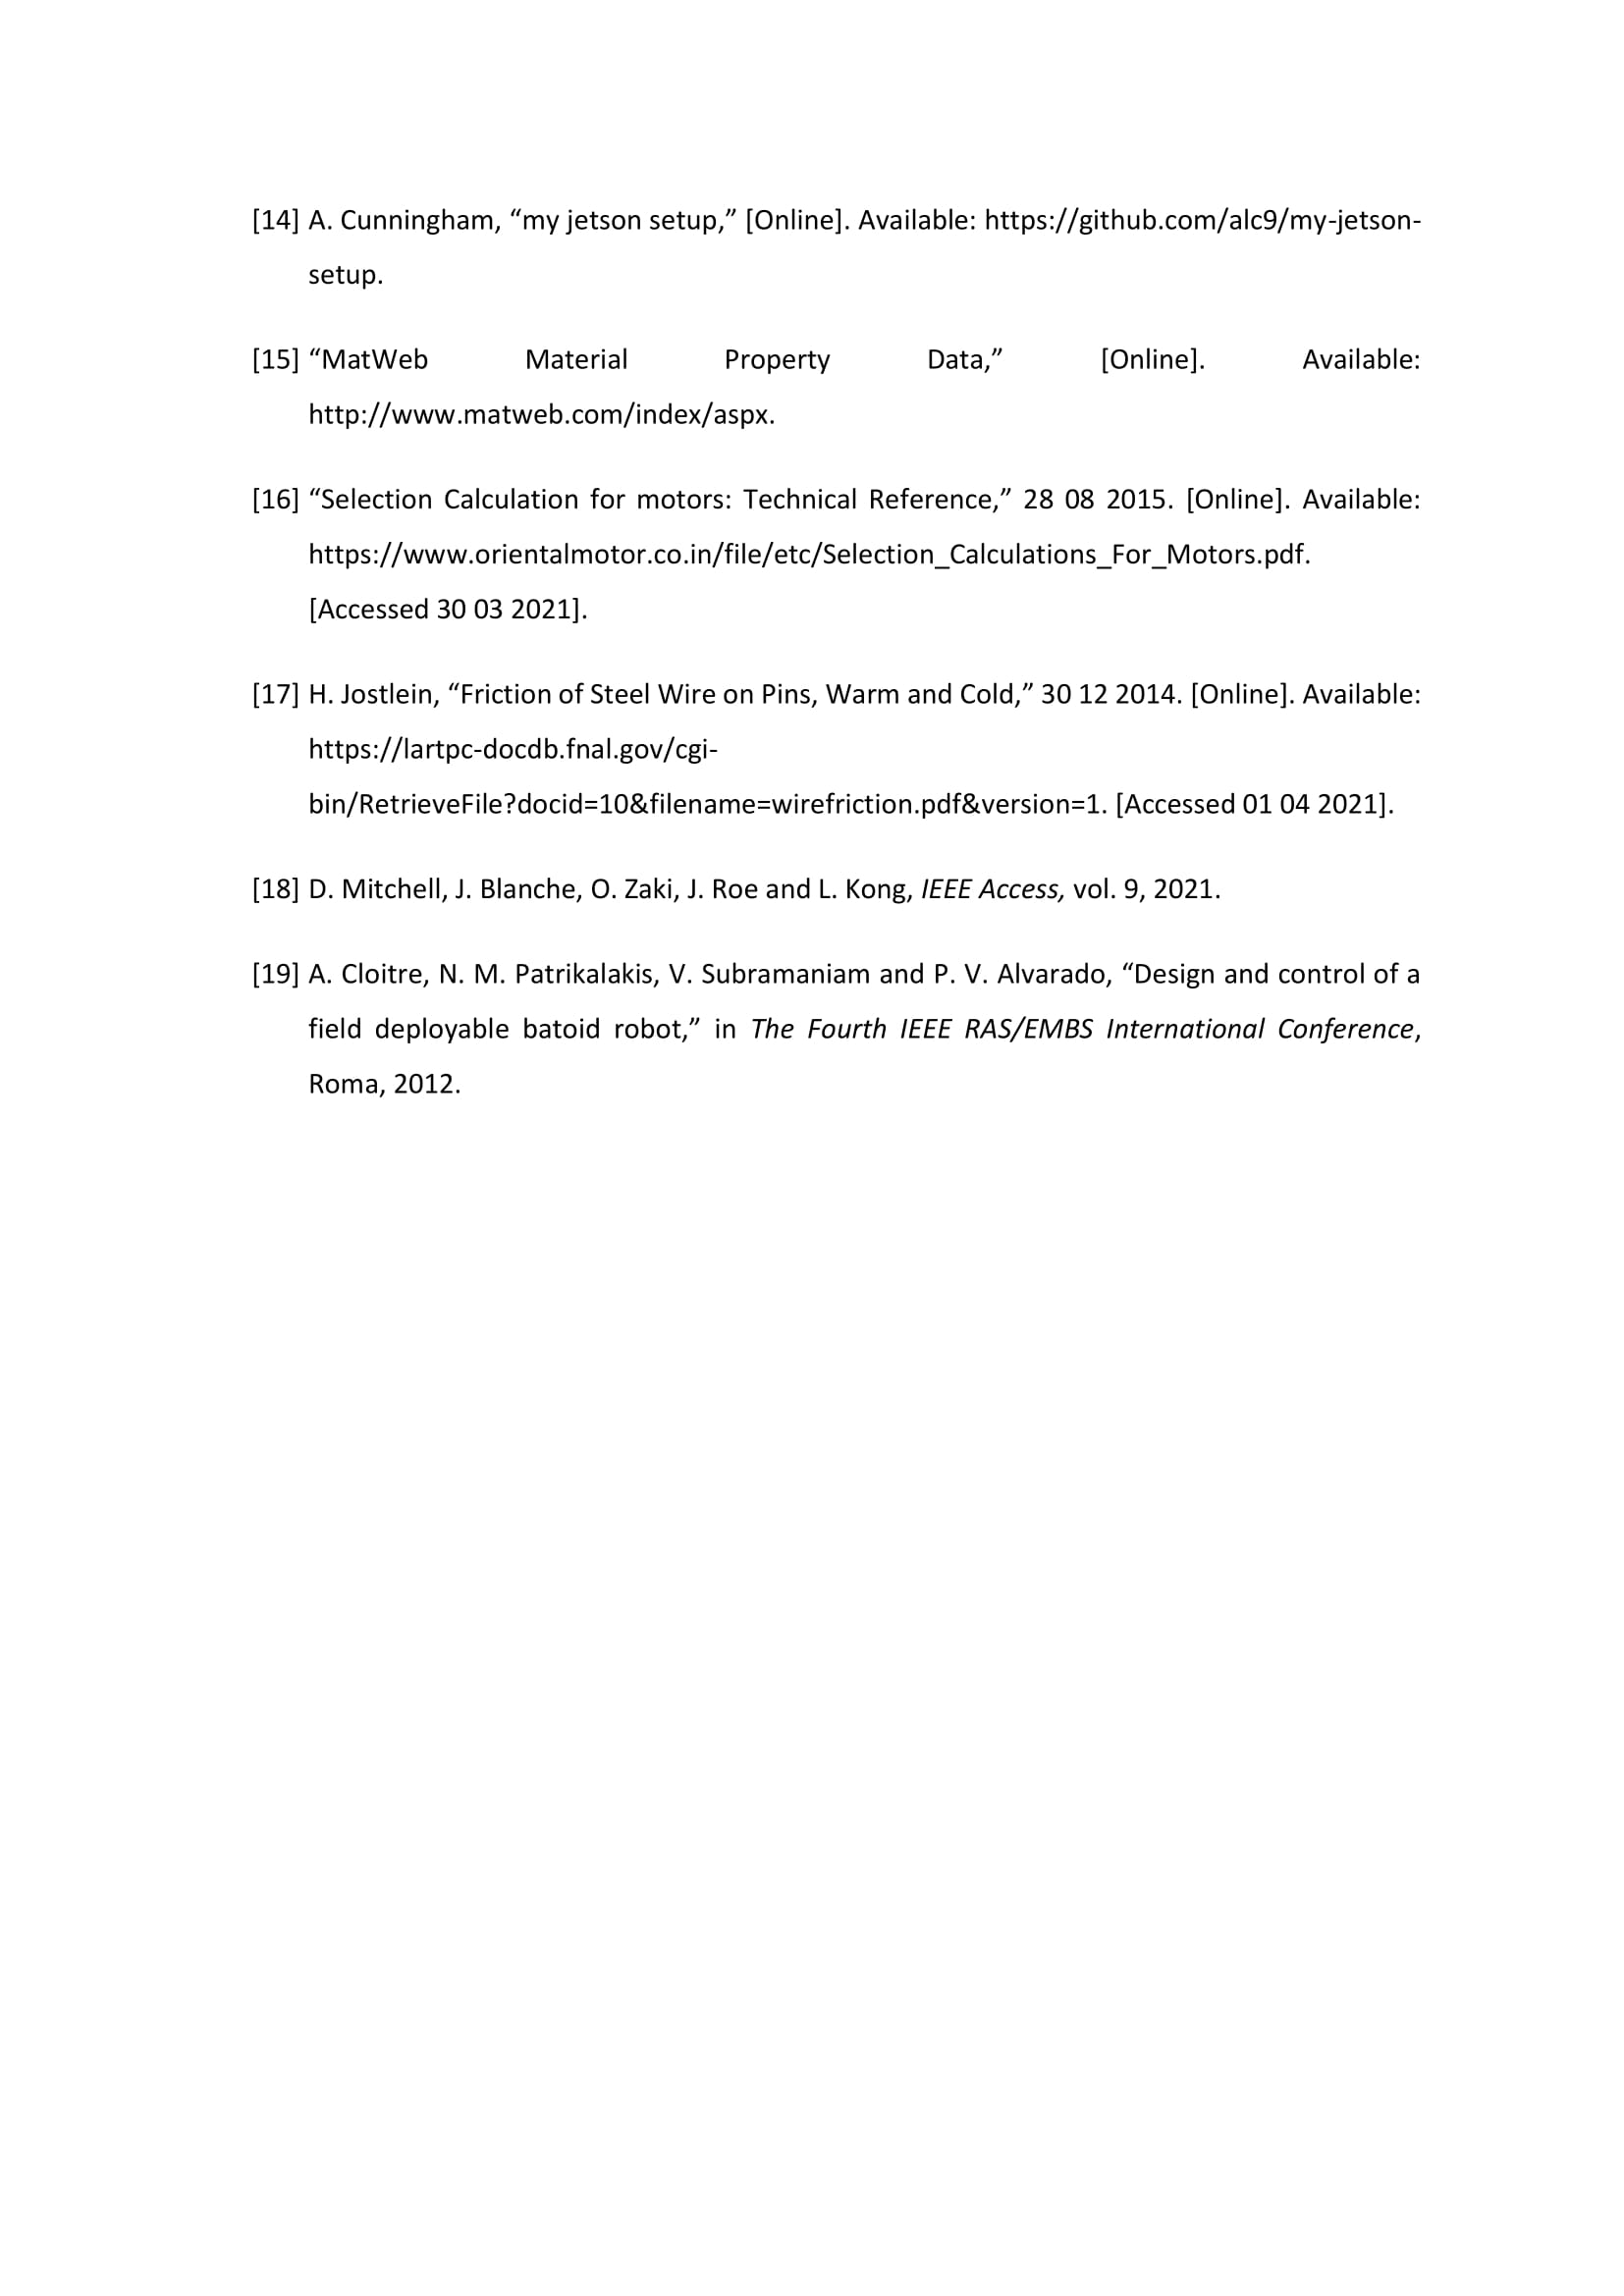 [14] A. Cunningham, “my jetson setup,” [Online]. Available: https://github.com/alc9/my-jetson-
setup.
[15] “MatWeb Material Property Data,” [Online]. Available:
http://www.matweb.com/index/aspx.
[16] “Selection Calculation for motors: Technical Reference,” 28 08 2015. [Online]. Available:
https://www.orientalmotor.co.in/file/etc/Selection_Calculations_For_Motors.pdf.
[Accessed 30 03 2021].
[17] H. Jostlein, “Friction of Steel Wire on Pins, Warm and Cold,” 30 12 2014. [Online]. Available:
https://lartpc-docdb.fnal.gov/cgi-
bin/RetrieveFile?docid=10&filename=wirefriction.pdf&version=1. [Accessed 01 04 2021].
[18] D. Mitchell, J. Blanche, O. Zaki, J. Roe and L. Kong, IEEE Access, vol. 9, 2021.
[19] A. Cloitre, N. M. Patrikalakis, V. Subramaniam and P. V. Alvarado, “Design and control of a
field deployable batoid robot,” in The Fourth IEEE RAS/EMBS International Conference,
Roma, 2012.